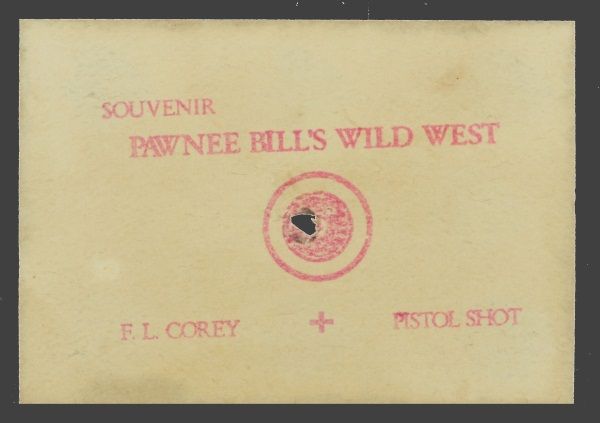 SOUVENIR
PAWNEE BILL'S WILD WEST
F. L. COREY + PISTOL SHOT